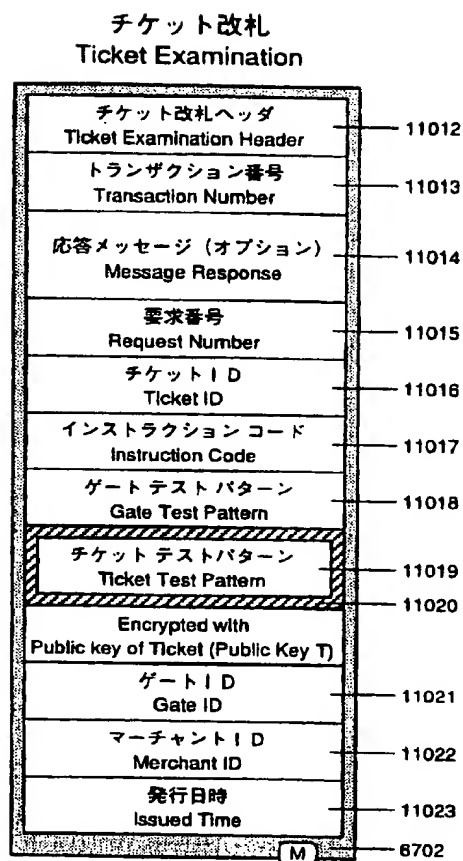 チケット改札
Ticket Examination
チケット改札ヘッダ
Ticket Examination Header
11012
トランザクション番号
Transaction Number
11013
応答メッセージ（オプション）
Message Response
11014
要求番号
Request Number
11015
チケットＩＤ
Ticket ID
11016
インストラクション コード
Instruction Code
11017
ゲート テスト パターン
Gate Test Pattern
11018
チケット テストパターン
Ticket Test Pattern
11019
11020
Encrypted with
Public key of Ticket (Public Key T)
ゲートＩＤ
Gate ID
11021
マーチャントＩＤ
Merchant ID
11022
発行日時
Issued Time
11023
M
6702